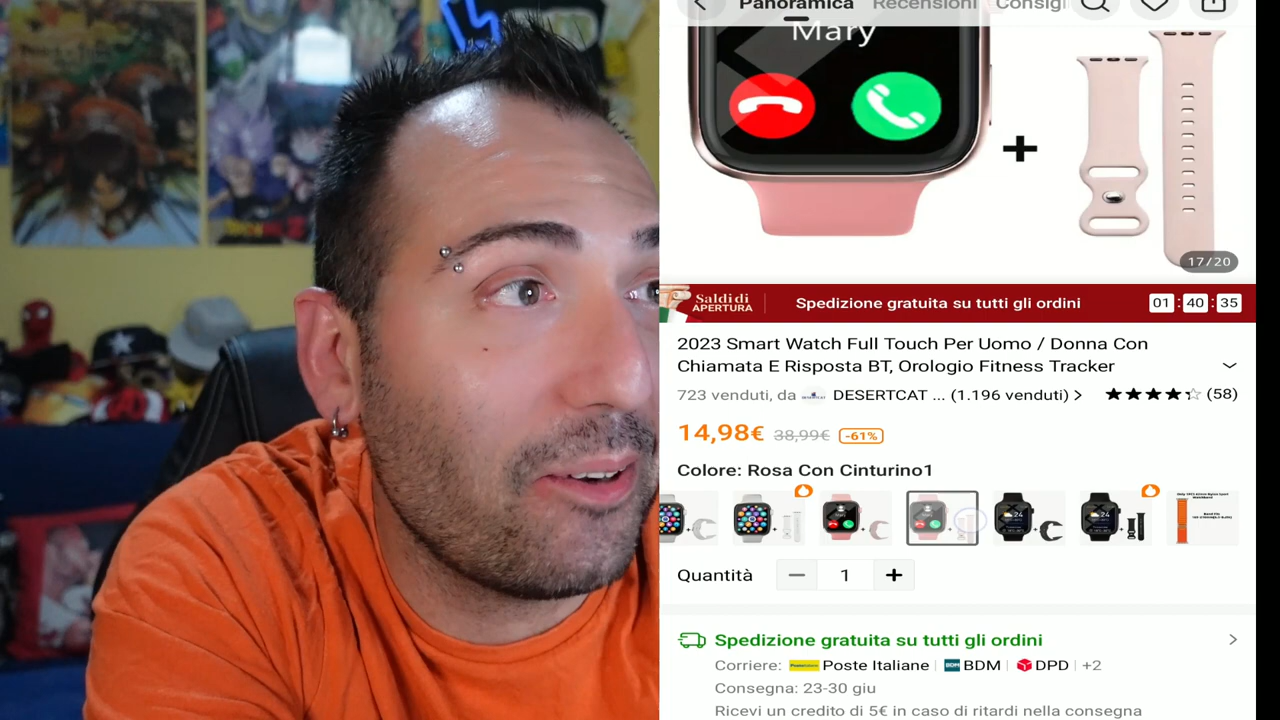 Panoramica Recensioni Consigl
Mary
17/20
Saldi di
APERTURA
Spedizione gratuita su tutti gli ordini
01 : 40 : 35
2023 Smart Watch Full Touch Per Uomo / Donna Con
Chiamata E Risposta BT, Orologio Fitness Tracker
723 venduti, da DESERTCAT ... (1.196 venduti) >
(58)
14,98€ 38,99€ -61%
Colore: Rosa Con Cinturino1
Quantità
1
Spedizione gratuita su tutti gli ordini
Corriere: Poste Italiane BDM BDM DPD +2
Consegna: 23-30 giu
Ricevi un credito di 5€ in caso di ritardi nella consegna